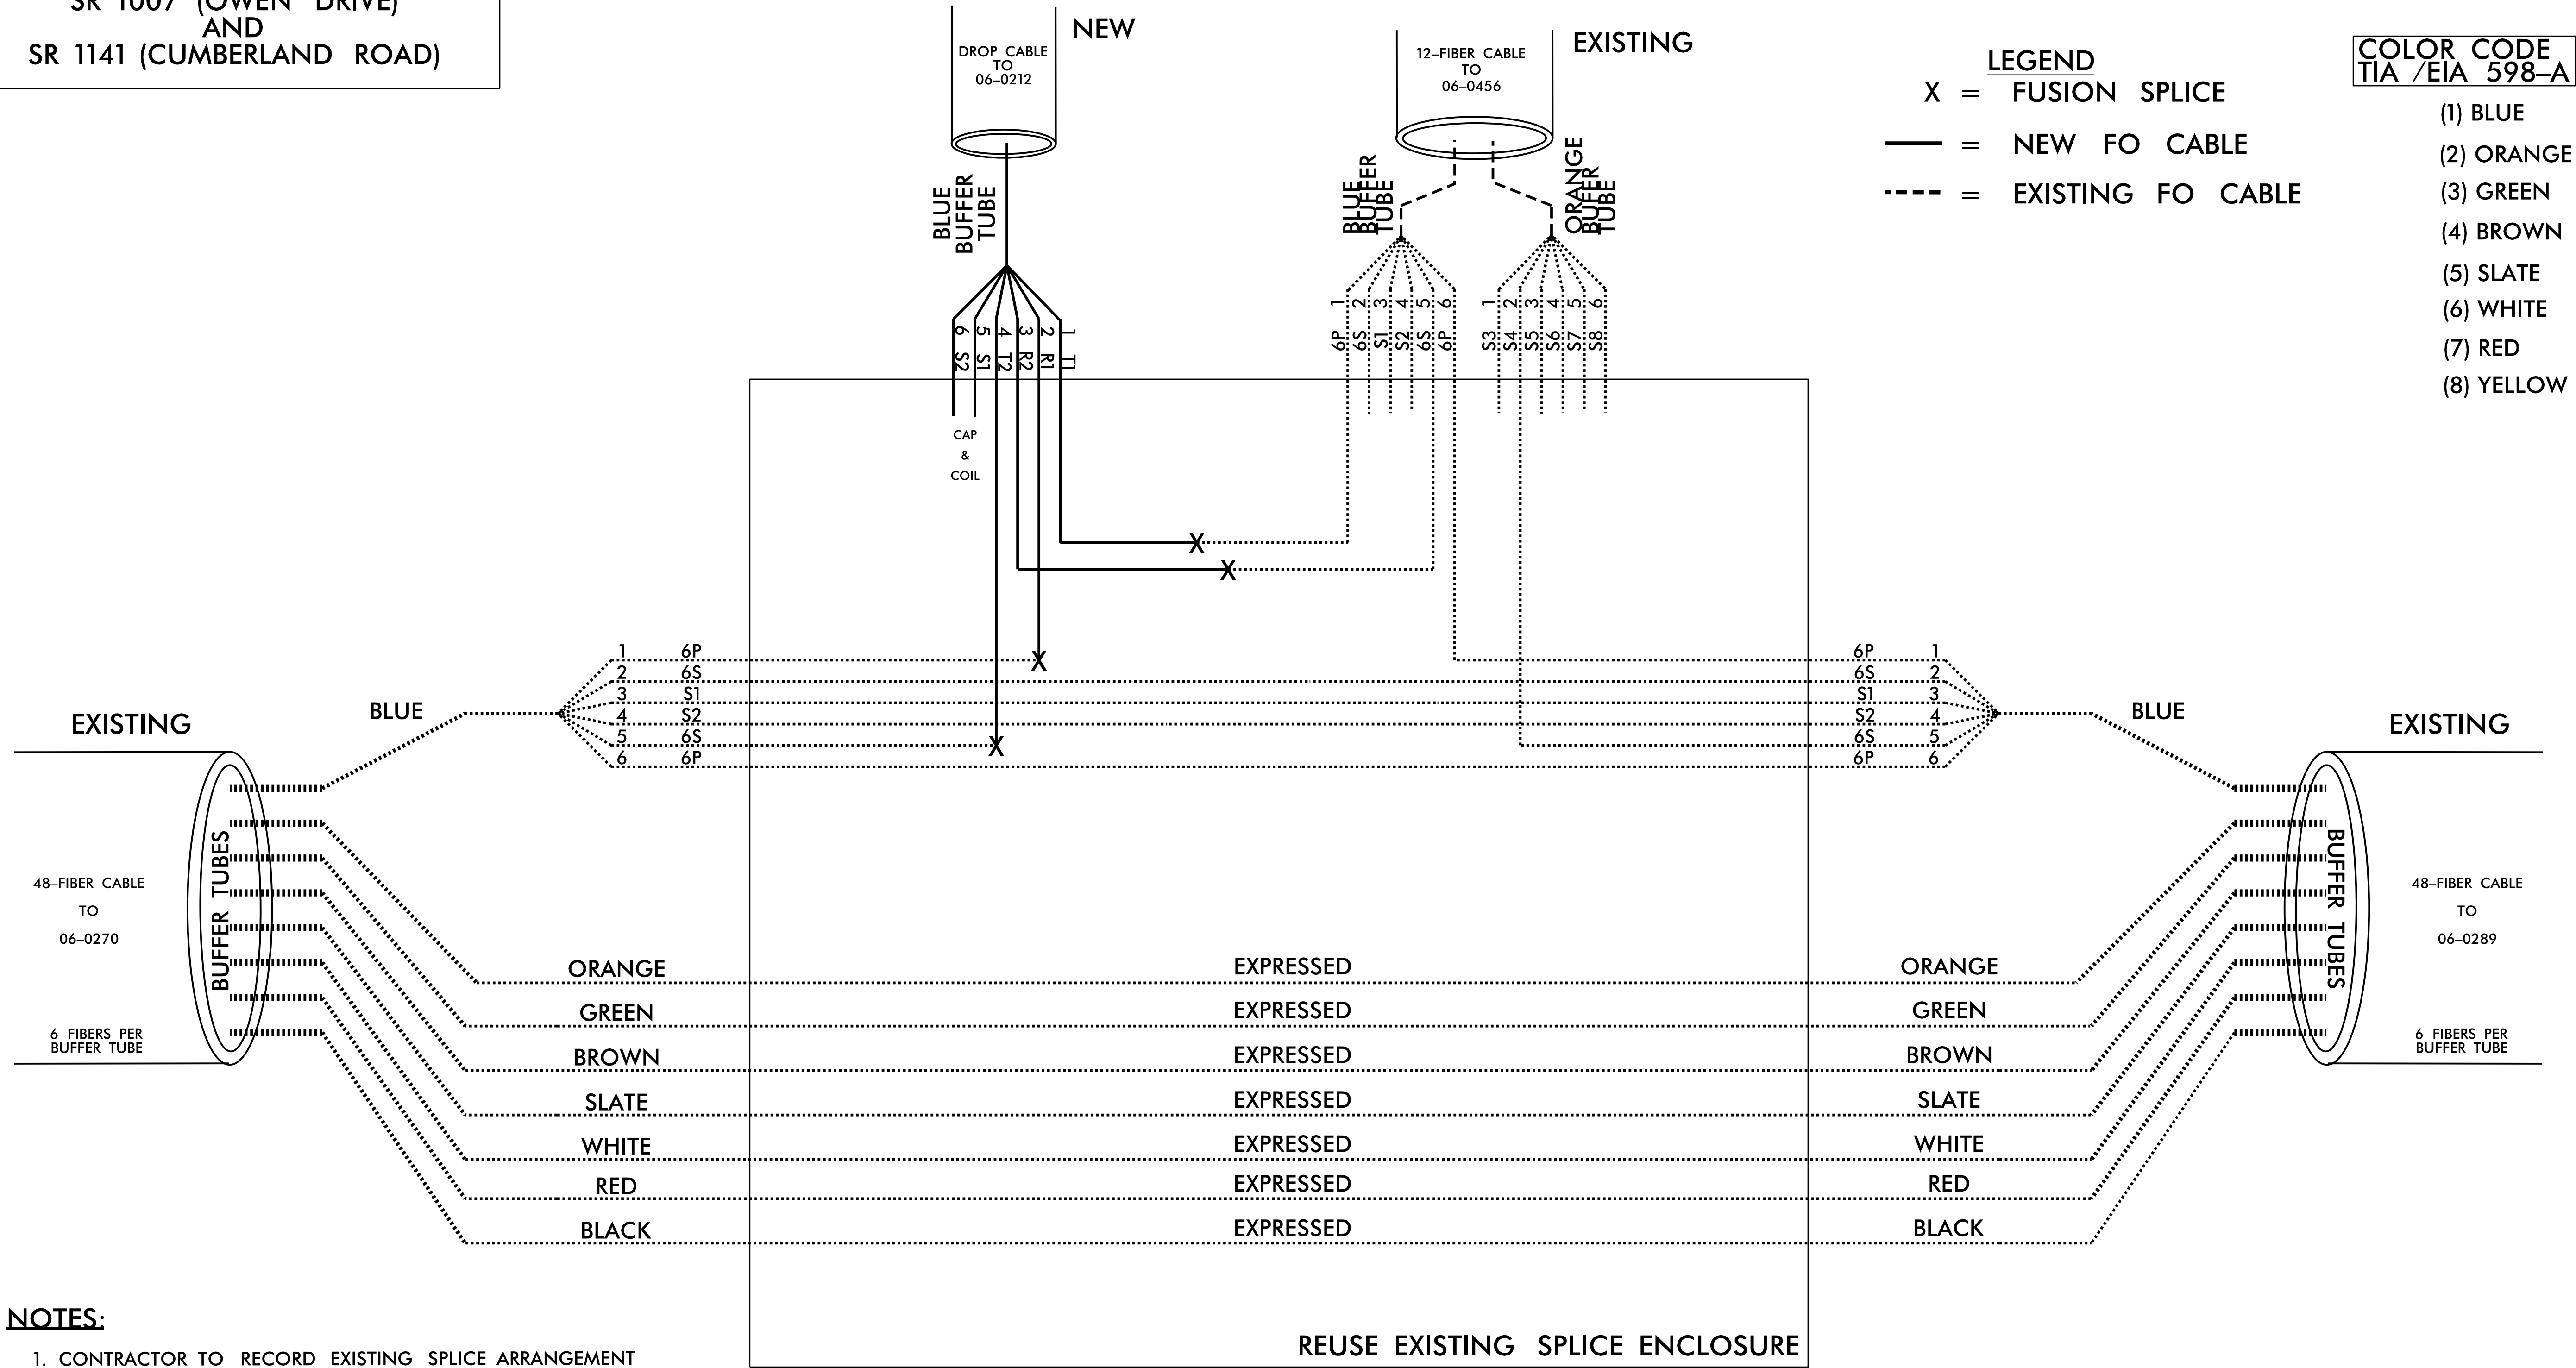 SR 1007 (OWEN DRIVE)
AND
SR 1141 (CUMBERLAND ROAD)
DROP CABLE
TO
06-0212
NEW
12-FIBER CABLE
TO
06-0456
EXISTING
LEGEND
X = FUSION SPLICE
= NEW FO CABLE
= EXISTING FO CABLE
COLOR CODE
TIA /EIA 598-A
(1) BLUE
(2) ORANGE
(3) GREEN
(4) BROWN
(5) SLATE
(6) WHITE
(7) RED
(8) YELLOW
BLUE
BUFFER
TUBE
BLUE
BUFFER
TUBE
ORANGE
BUFFER
TUBE
6 S2
5 S1
4 T2
3 R2
2 R1
1 T1
6P 1
6S 2
S1 3
S2 4
6S 5
6P 6
S3 1
S4 2
S5 3
S6 4
S7 5
S8 6
CAP
&
COIL
X
X
1 6P X 6P 1
2 6S 6S 2
3 S1 S1 3
4 S2 S2 4
5 6S X 6S 5
6 6P 6P 6
BLUE
BLUE
EXISTING
EXISTING
48-FIBER CABLE
TO
06-0270
6 FIBERS PER
BUFFER TUBE
BUFFER TUBES
BUFFER TUBES
48-FIBER CABLE
TO
06-0289
6 FIBERS PER
BUFFER TUBE
ORANGE EXPRESSED ORANGE
GREEN EXPRESSED GREEN
BROWN EXPRESSED BROWN
SLATE EXPRESSED SLATE
WHITE EXPRESSED WHITE
RED EXPRESSED RED
BLACK EXPRESSED BLACK
REUSE EXISTING SPLICE ENCLOSURE
NOTES:
1. CONTRACTOR TO RECORD EXISTING SPLICE ARRANGEMENT